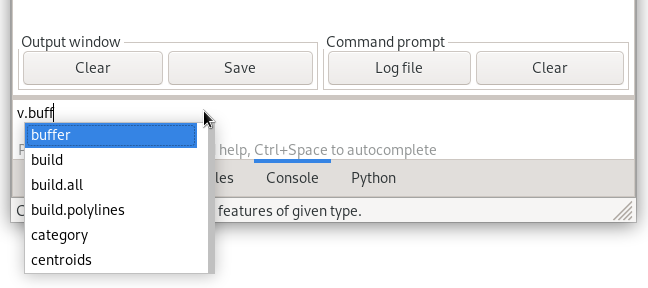 Output window
Command prompt
Clear
Save
Log file
Clear
v.buff
buffer
help, Ctrl+Space to autocomplete
build
build.all
Console
Python
build.polylines
features of given type.
category
centroids